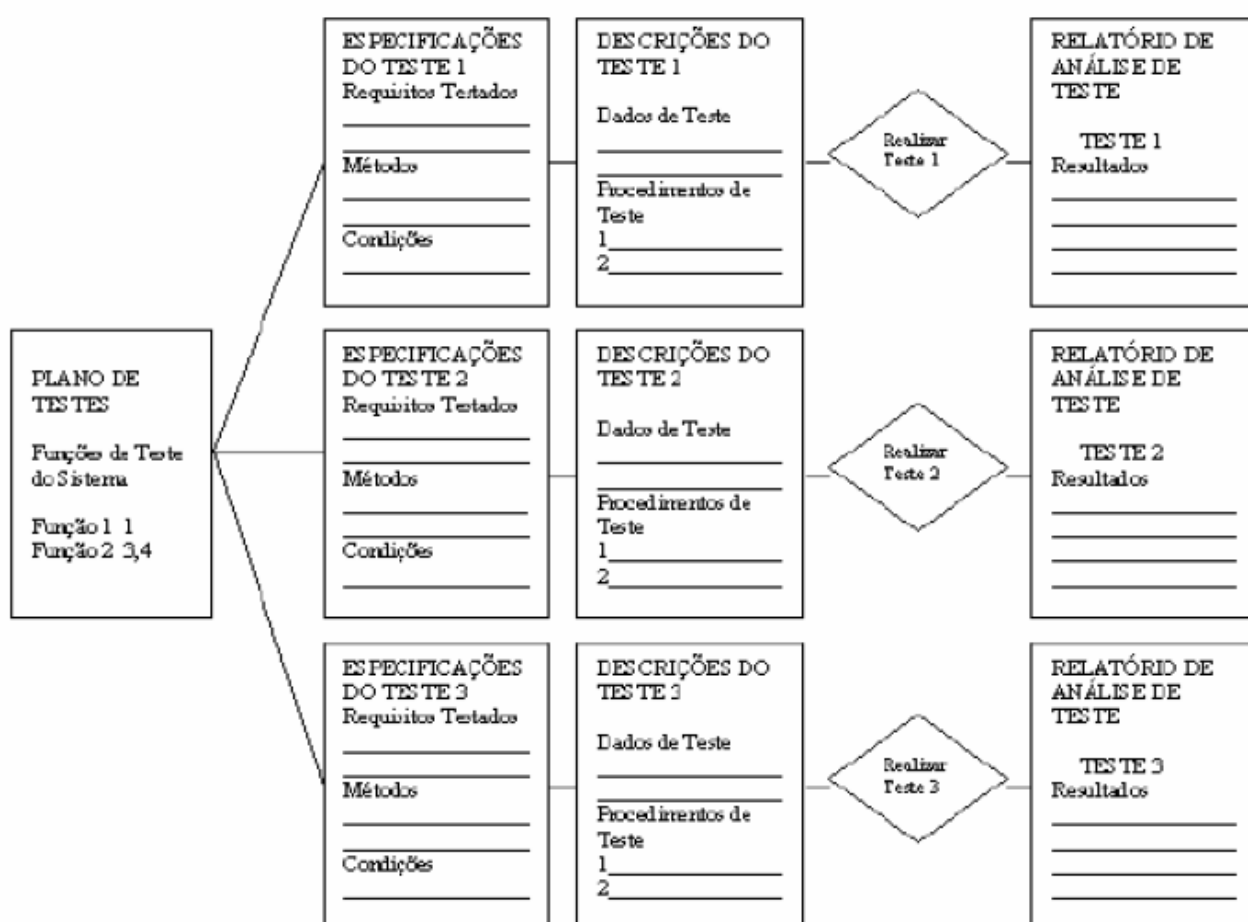 PLANO DE
TESTES
Funções de Teste
do Sistema
Função 1 1
Função 2 3,4
ESPECIFICAÇÕES
DO TESTE 1
Requisitos Testados
Métodos
Condições
DESCRIÇÕES DO
TESTE 1
Dados de Teste
Procedimentos de
Teste
1
2
Realizar
Teste 1
RELATÓRIO DE
ANÁLISE DE
TESTE
TESTE 1
Resultados
ESPECIFICAÇÕES
DO TESTE 2
Requisitos Testados
Métodos
Condições
DESCRIÇÕES DO
TESTE 2
Dados de Teste
Procedimentos de
Teste
1
2
Realizar
Teste 2
RELATÓRIO DE
ANÁLISE DE
TESTE
TESTE 2
Resultados
ESPECIFICAÇÕES
DO TESTE 3
Requisitos Testados
Métodos
Condições
DESCRIÇÕES DO
TESTE 3
Dados de Teste
Procedimentos de
Teste
1
2
Realizar
Teste 3
RELATÓRIO DE
ANÁLISE DE
TESTE
TESTE 3
Resultados